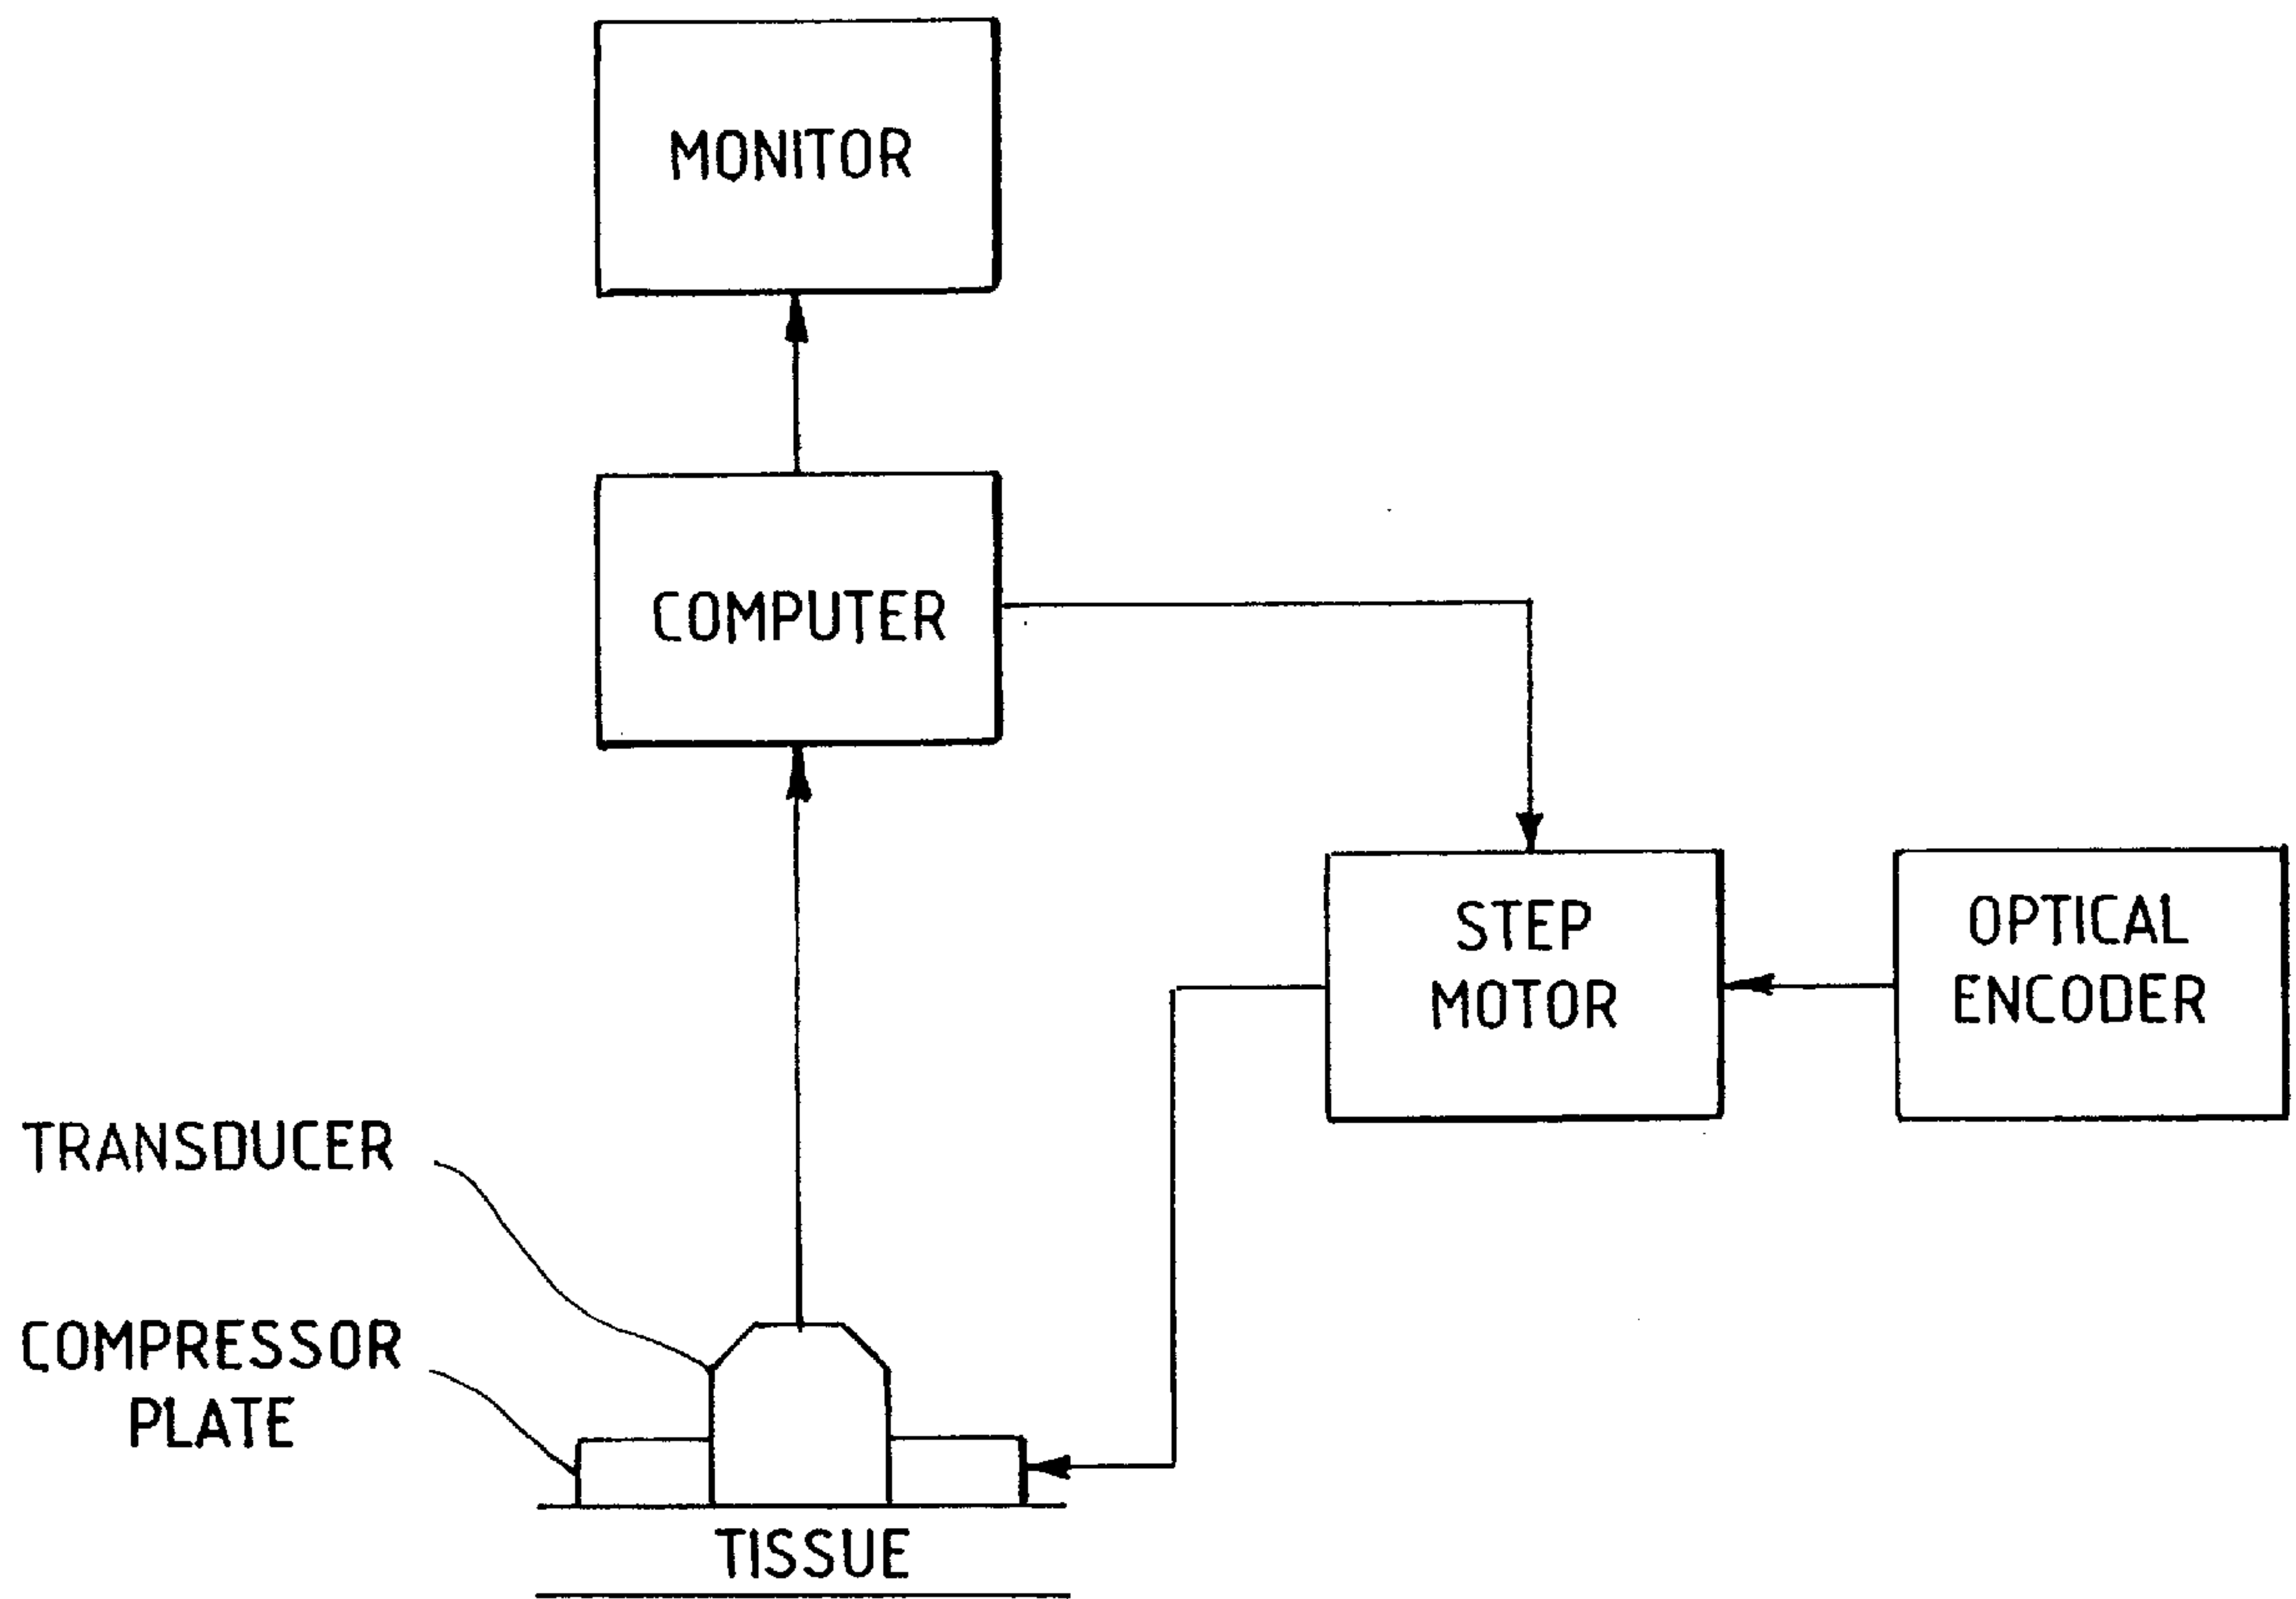 MONITOR
COMPUTER
STEP
MOTOR
OPTICAL
ENCODER
TRANSDUCER
COMPRESSOR
PLATE
TISSUE